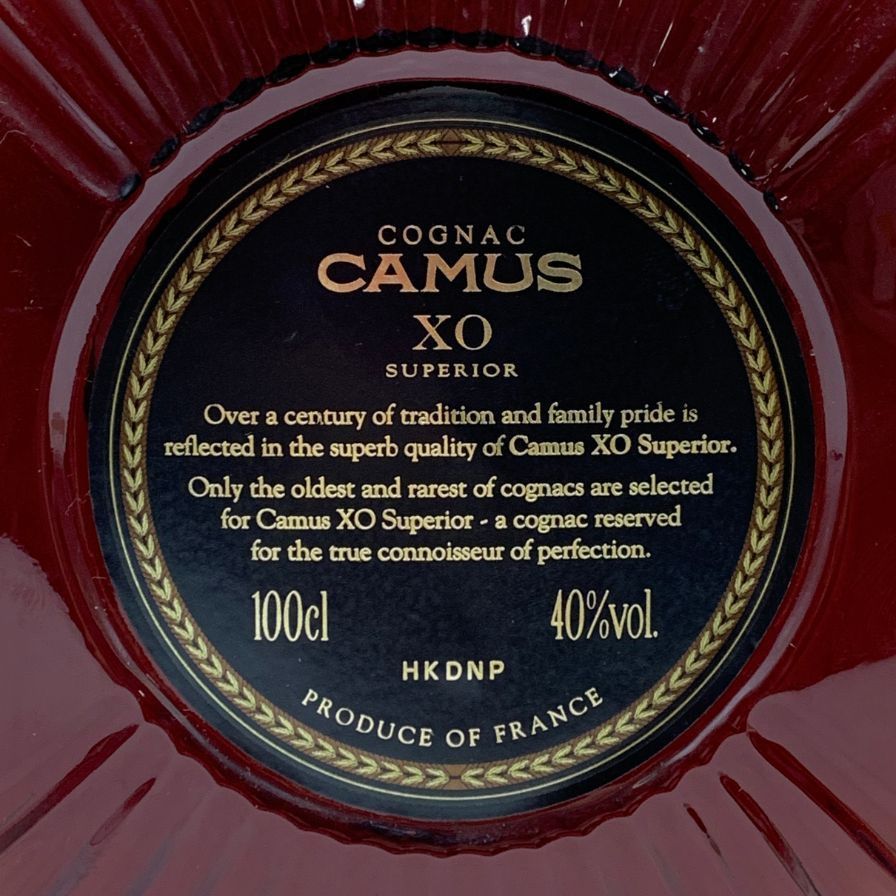 COGNAC
CAMUS
XO
SUPERIOR
Over a century of tradition and family pride is
reflected in the superb quality of Camus XO Superior.
Only the oldest and rarest of cognacs are selected
for Camus XO Superior - a cognac reserved
for the true connoisseur of perfection.
100cl 40%vol.
HKDNP
PRODUCE OF FRANCE